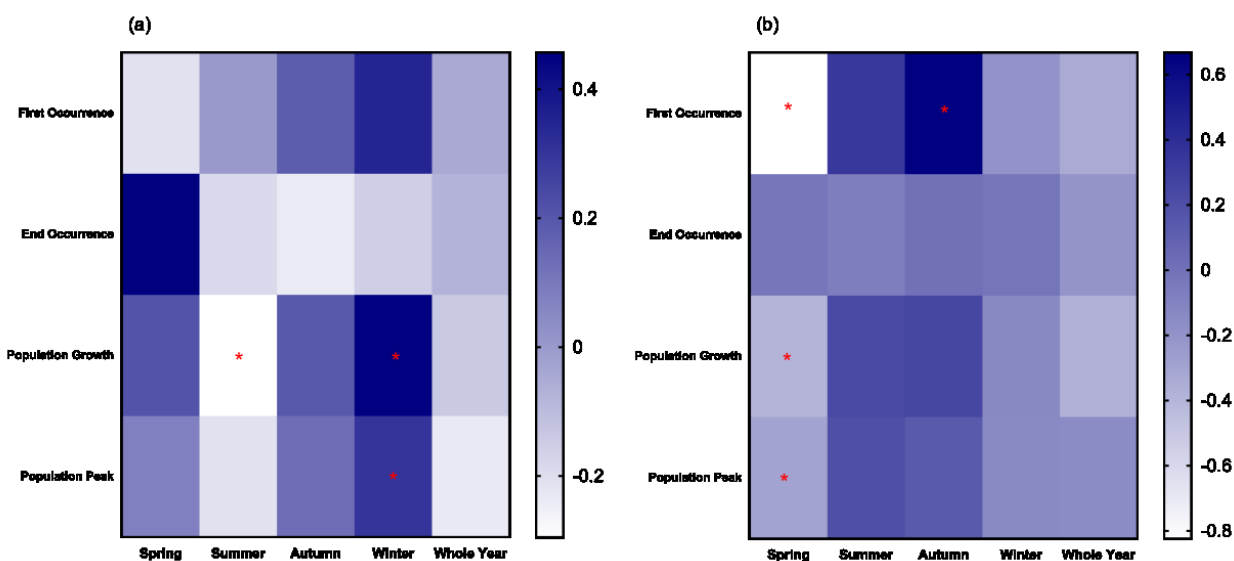 (a)
First Occurrence
End Occurrence
Population Growth
Population Peak
Spring Summer Autumn Winter Whole Year
0.4
0.2
0
-0.2
*
*
*
(b)
First Occurrence
End Occurrence
Population Growth
Population Peak
Spring Summer Autumn Winter Whole Year
0.6
0.4
0.2
0
-0.2
-0.4
-0.6
-0.8
*
*
*
*